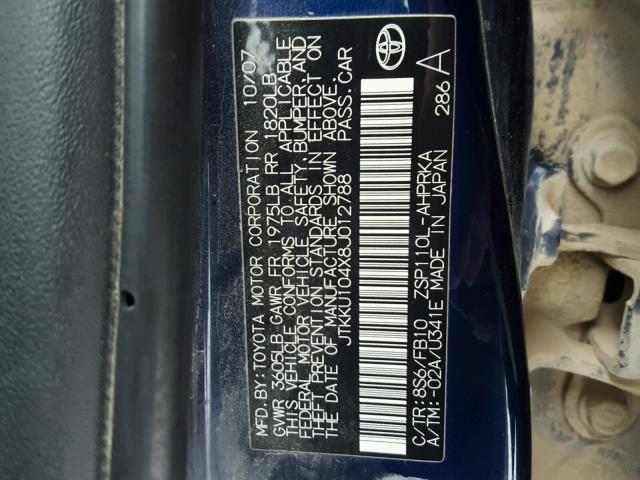 MFD.BY:TOYOTA MOTOR CORPORATION 10/07
GVWR 3605LB GAWR FR 1975LB RR 1820LB
THIS VEHICLE CONFORMS TO ALL APPLICABLE
FEDERAL MOTOR VEHICLE SAFETY, BUMPER, AND
THEFT PREVENTION STANDARDS IN EFFECT ON
THE DATE OF MANUFACTURE SHOWN ABOVE.
JTKKU104X8J012788 PASS.CAR
C/TR:8S6/FB10 ZSP110L-AHPRKA
A/TM:-02A/U341E MADE IN JAPAN 286 A